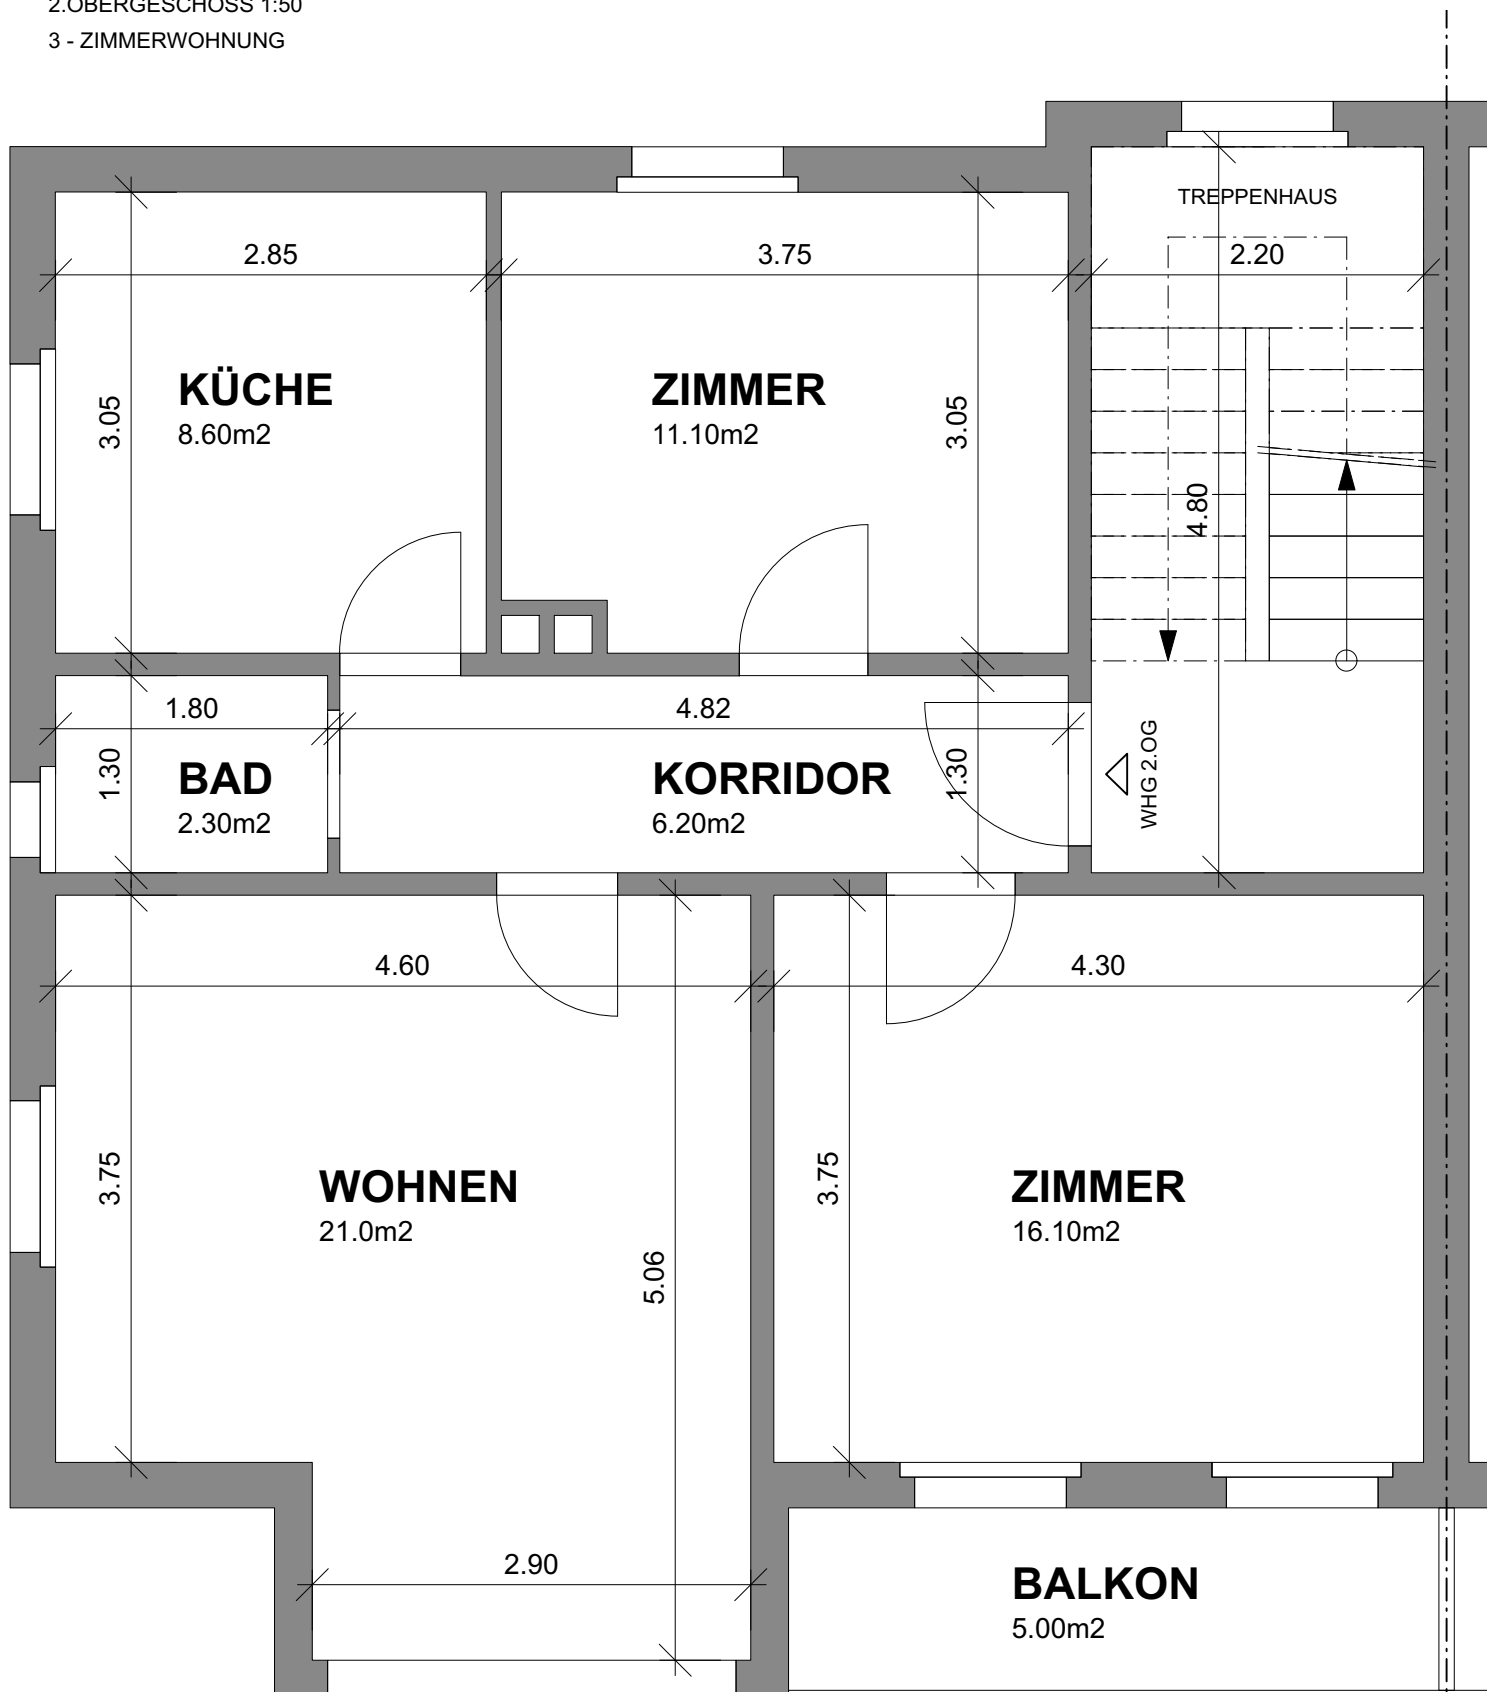 2.OBERGESCHOSS 1:50
3 - ZIMMERWOHNUNG
TREPPENHAUS
2.85
3.75
2.20
KÜCHE
8.60m2
3.05
ZIMMER
11.10m2
3.05
4.80
1.80
4.82
BAD
2.30m2
1.30
KORRIDOR
6.20m2
1.30
WHG 2.OG
4.60
4.30
WOHNEN
21.0m2
3.75
5.06
ZIMMER
16.10m2
3.75
2.90
BALKON
5.00m2